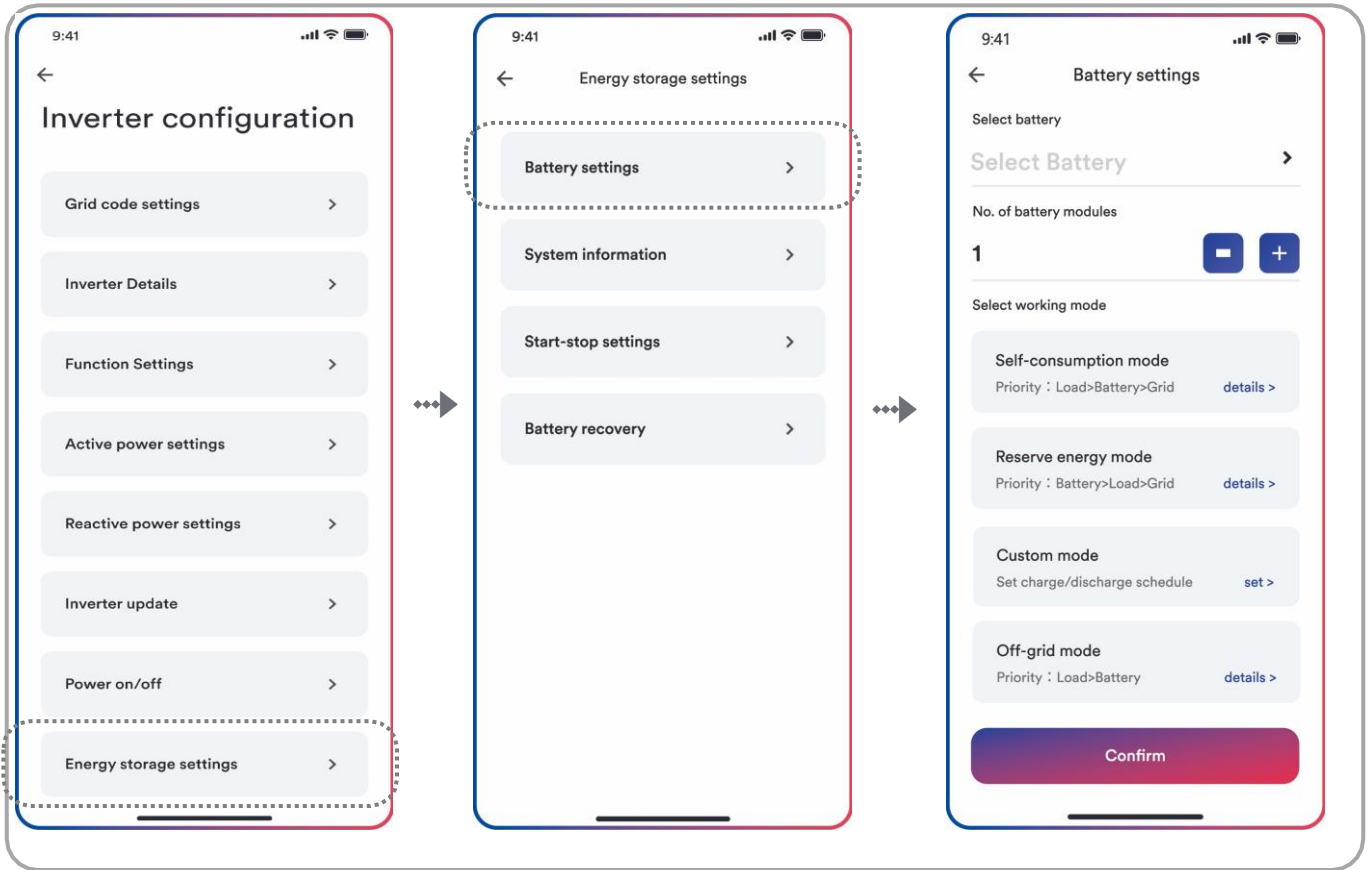 9:41
Inverter configuration
Grid code settings
Inverter Details
Function Settings
Active power settings
Reactive power settings
Inverter update
Power on/off
Energy storage settings
9:41
Energy storage settings
Battery settings
System information
Start-stop settings
Battery recovery
9:41
Battery settings
Select battery
Select Battery
No. of battery modules
1
Select working mode
Self-consumption mode
Priority：Load>Battery>Grid details >
Reserve energy mode
Priority：Battery>Load>Grid details >
Custom mode
Set charge/discharge schedule set >
Off-grid mode
Priority：Load>Battery details >
Confirm